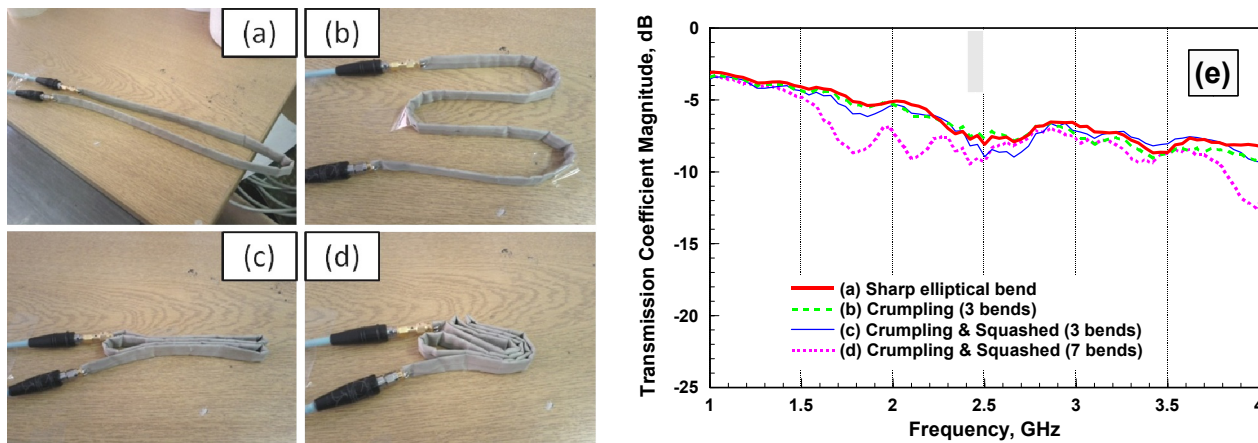 (a)
(b)
(c)
(d)
(e)
Transmission Coefficient Magnitude, dB
0
-5
-10
-15
-20
-25
(a) Sharp elliptical bend
(b) Crumpling (3 bends)
(c) Crumpling & Squashed (3 bends)
(d) Crumpling & Squashed (7 bends)
1
1.5
2
2.5
3
3.5
4
Frequency, GHz